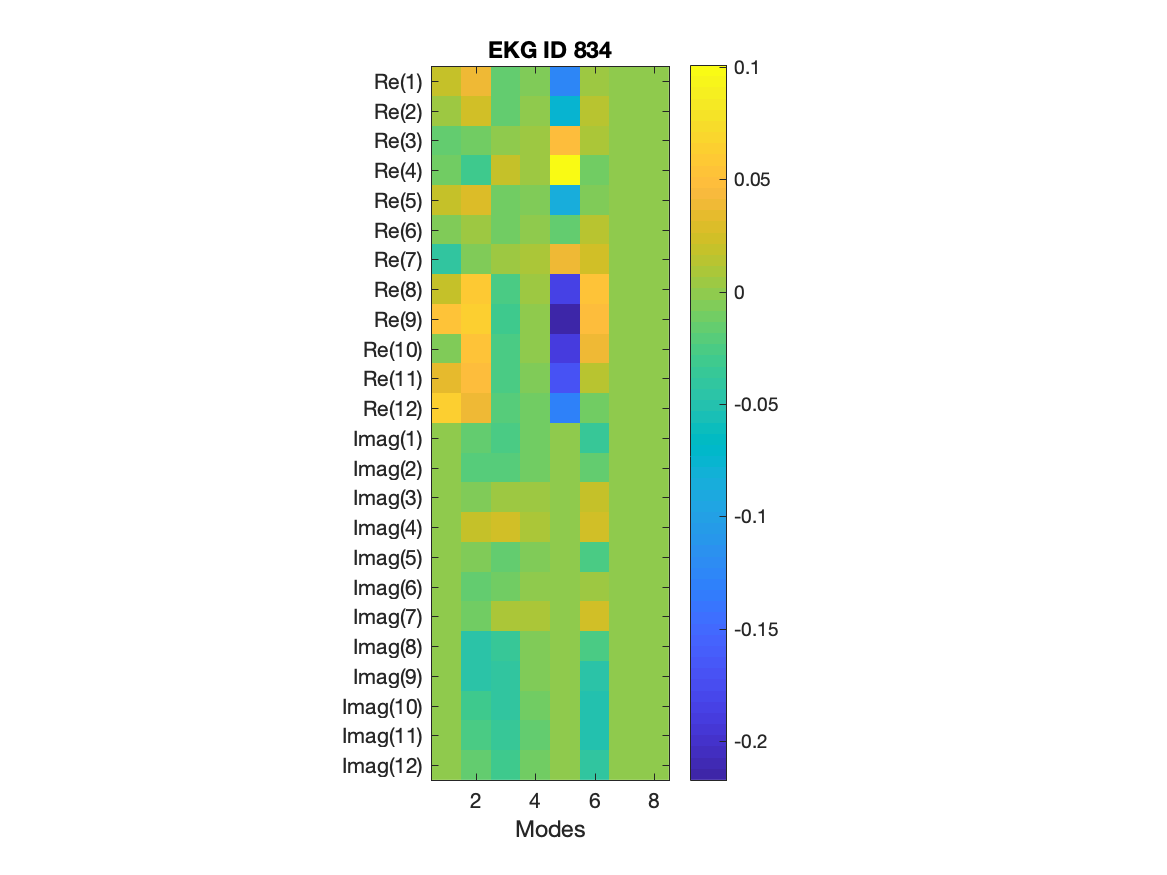 EKG ID 834
Re(1)
Re(2)
Re(3)
Re(4)
Re(5)
Re(6)
Re(7)
Re(8)
Re(9)
Re(10)
Re(11)
Re(12)
Imag(1)
Imag(2)
Imag(3)
Imag(4)
Imag(5)
Imag(6)
Imag(7)
Imag(8)
Imag(9)
Imag(10)
Imag(11)
Imag(12)
2 4 6 8
Modes
0.1
0.05
0
-0.05
-0.1
-0.15
-0.2